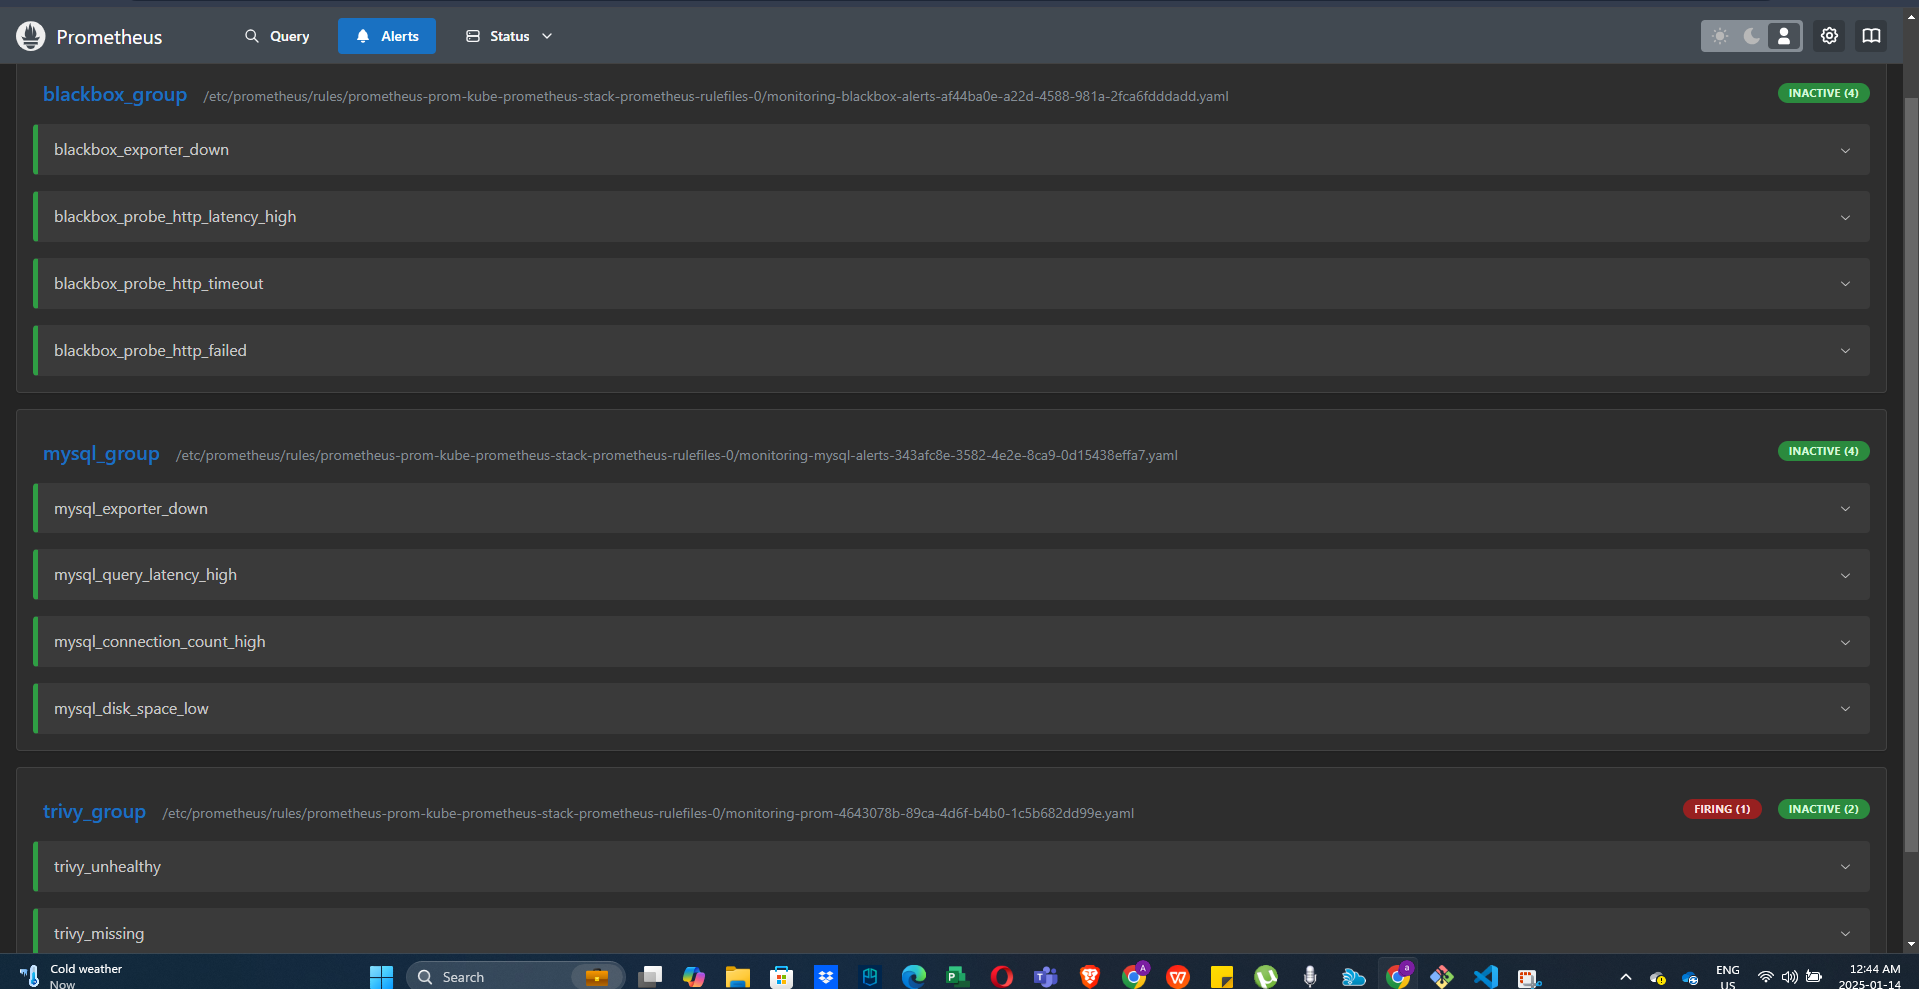 Prometheus
Query
Alerts
Status
blackbox_group /etc/prometheus/rules/prometheus-prom-kube-prometheus-stack-prometheus-rulefiles-0/monitoring-blackbox-alerts-af44ba0e-a22d-4588-981a-2fca6fdddadd.yaml INACTIVE (4)
blackbox_exporter_down
blackbox_probe_http_latency_high
blackbox_probe_http_timeout
blackbox_probe_http_failed
mysql_group /etc/prometheus/rules/prometheus-prom-kube-prometheus-stack-prometheus-rulefiles-0/monitoring-mysql-alerts-343afc8e-3582-4e2e-8ca9-0d15438effa7.yaml INACTIVE (4)
mysql_exporter_down
mysql_query_latency_high
mysql_connection_count_high
mysql_disk_space_low
trivy_group /etc/prometheus/rules/prometheus-prom-kube-prometheus-stack-prometheus-rulefiles-0/monitoring-prom-4643078b-89ca-4d6f-b4b0-1c5b682dd99e.yaml FIRING (1) INACTIVE (2)
trivy_unhealthy
trivy_missing
Cold weather
Now
Search
ENG
US
12:44 AM
2025-01-14